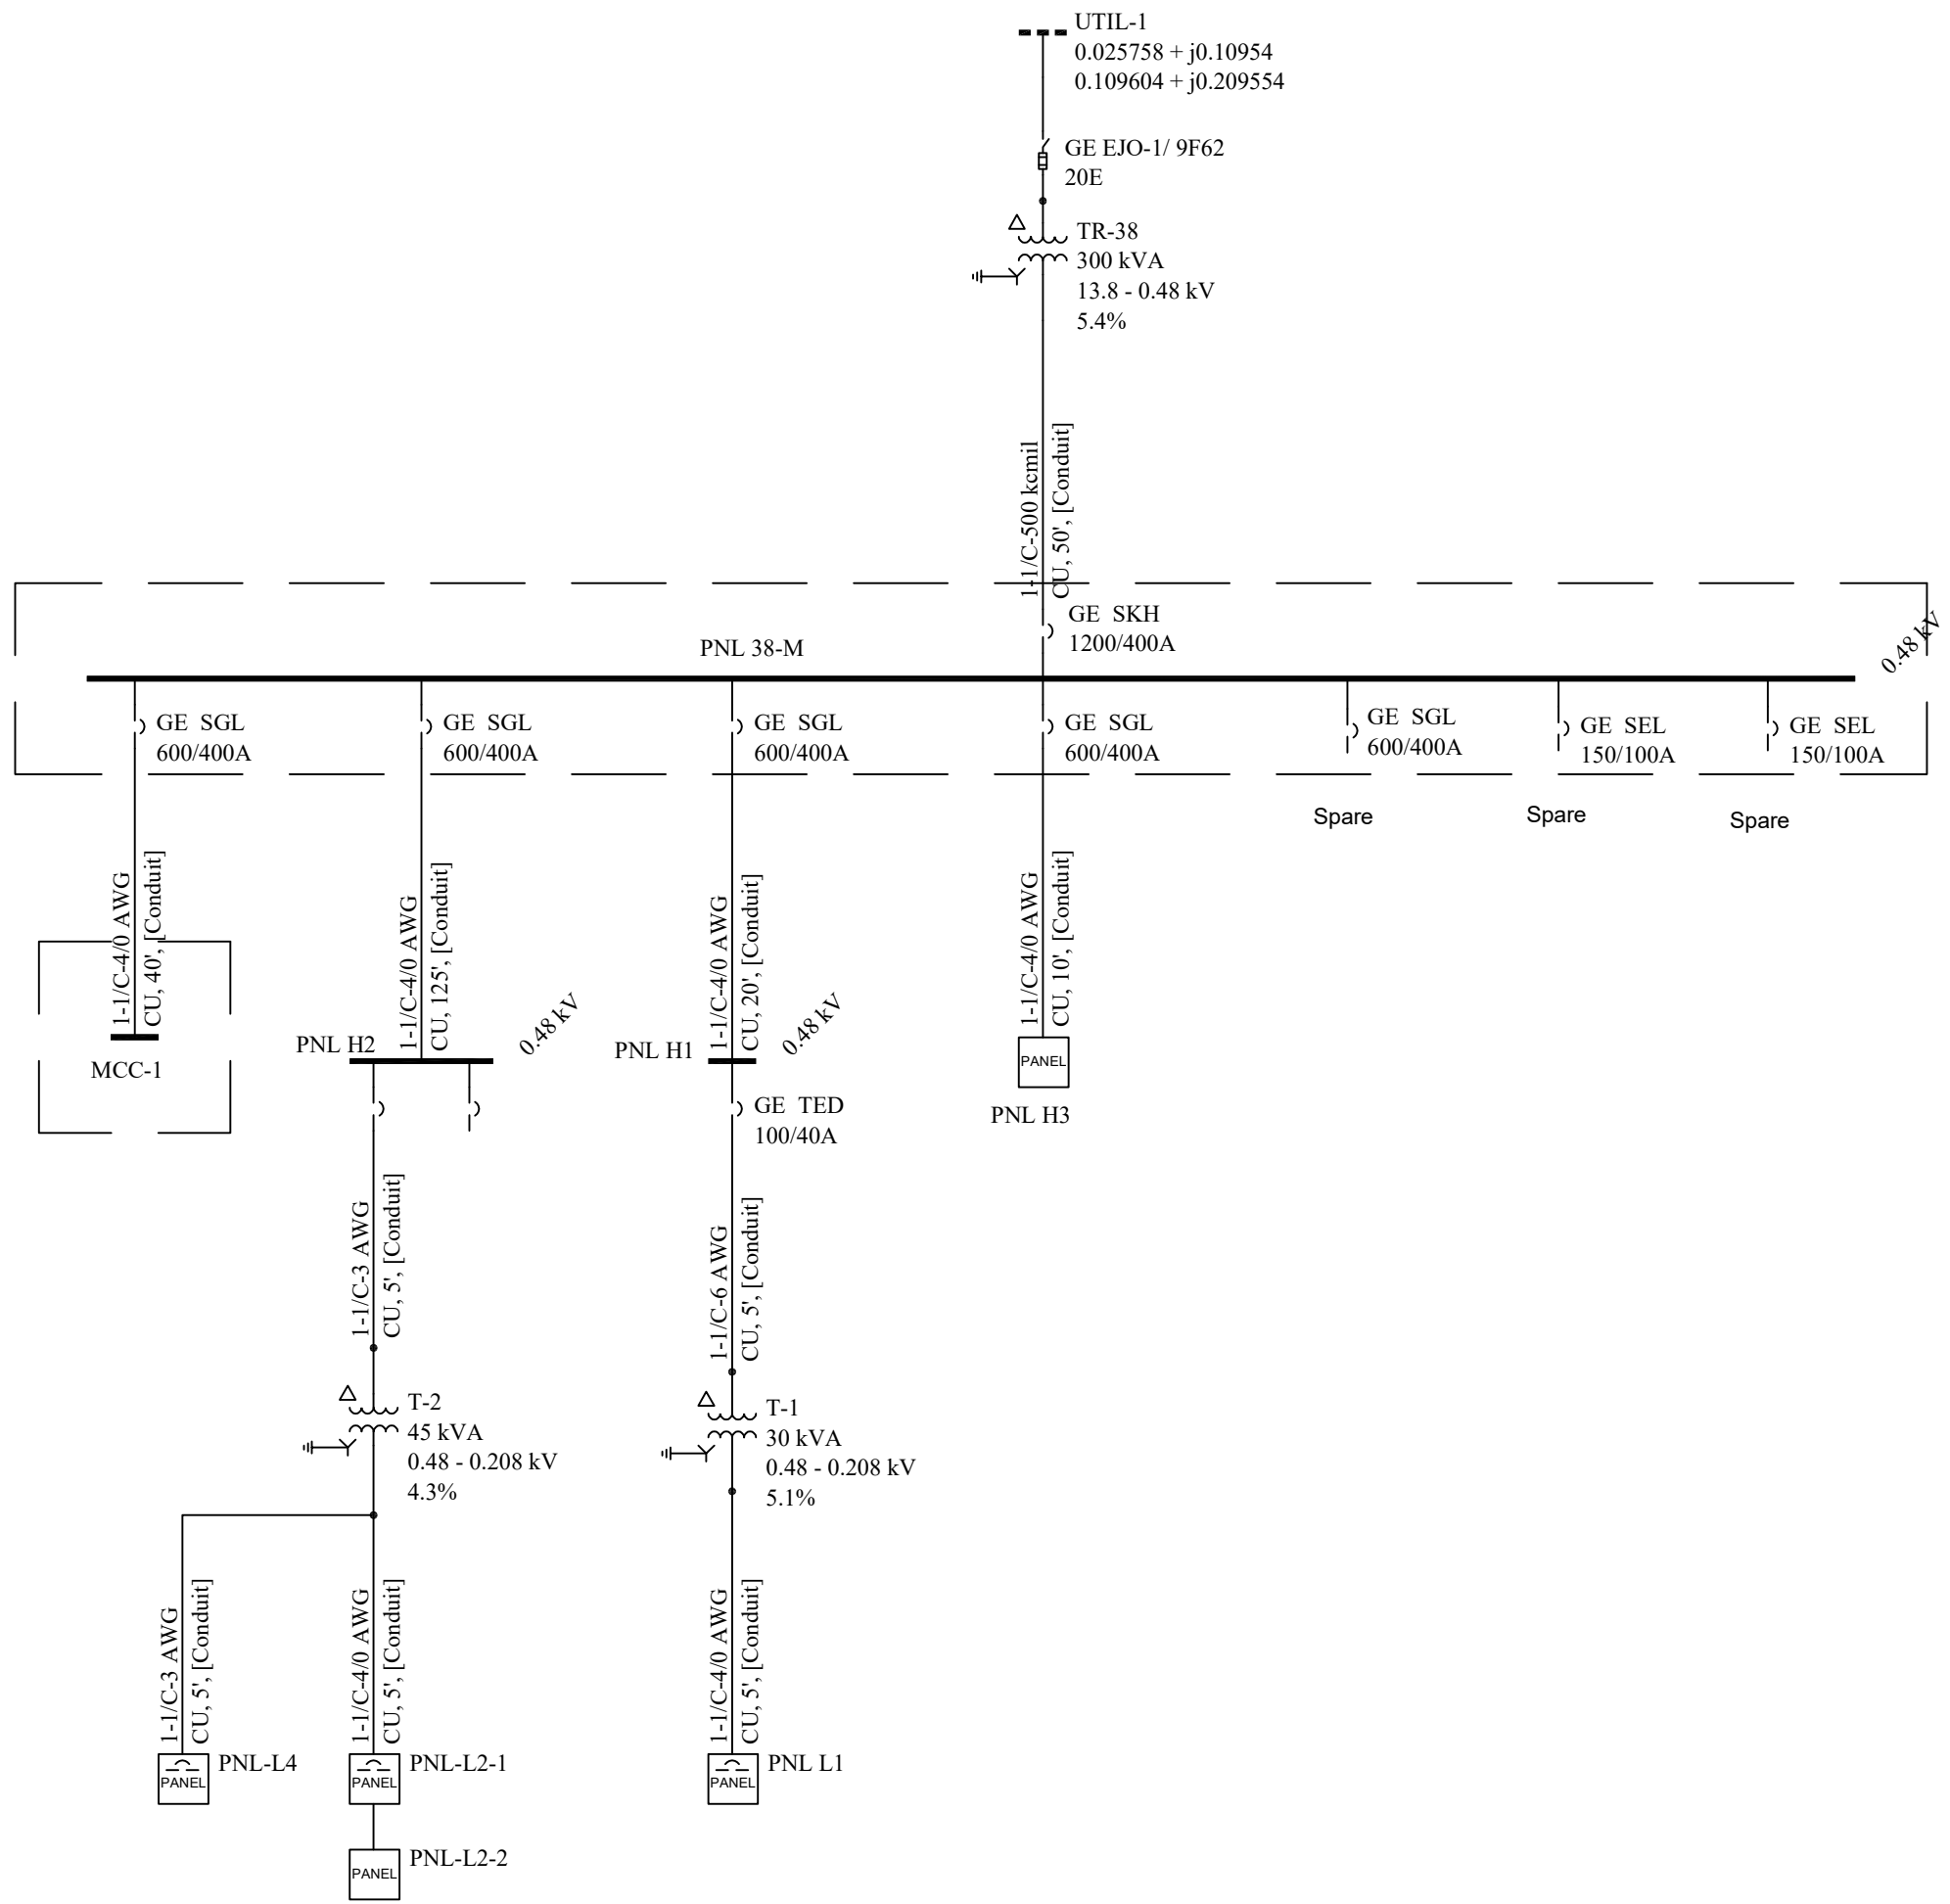 UTIL-1
0.025758 + j0.10954
0.109604 + j0.209554
GE EJO-1/ 9F62
20E
TR-38
300 kVA
13.8 - 0.48 kV
5.4%
1-1/C-500 kcmil
CU, 50', [Conduit]
GE SKH
1200/400A
PNL 38-M
0.48 kV
GE SGL
600/400A
GE SGL
600/400A
GE SGL
600/400A
GE SGL
600/400A
GE SGL
600/400A
GE SEL
150/100A
GE SEL
150/100A
Spare
Spare
Spare
1-1/C-4/0 AWG
CU, 40', [Conduit]
1-1/C-4/0 AWG
CU, 125', [Conduit]
1-1/C-4/0 AWG
CU, 20', [Conduit]
1-1/C-4/0 AWG
CU, 10', [Conduit]
MCC-1
PNL H2
0.48 kV
PNL H1
0.48 kV
PANEL
PNL H3
GE TED
100/40A
1-1/C-3 AWG
CU, 5', [Conduit]
1-1/C-6 AWG
CU, 5', [Conduit]
T-2
45 kVA
0.48 - 0.208 kV
4.3%
T-1
30 kVA
0.48 - 0.208 kV
5.1%
1-1/C-3 AWG
CU, 5', [Conduit]
1-1/C-4/0 AWG
CU, 5', [Conduit]
1-1/C-4/0 AWG
CU, 5', [Conduit]
PANEL
PNL-L4
PANEL
PNL-L2-1
PANEL
PNL L1
PANEL
PNL-L2-2